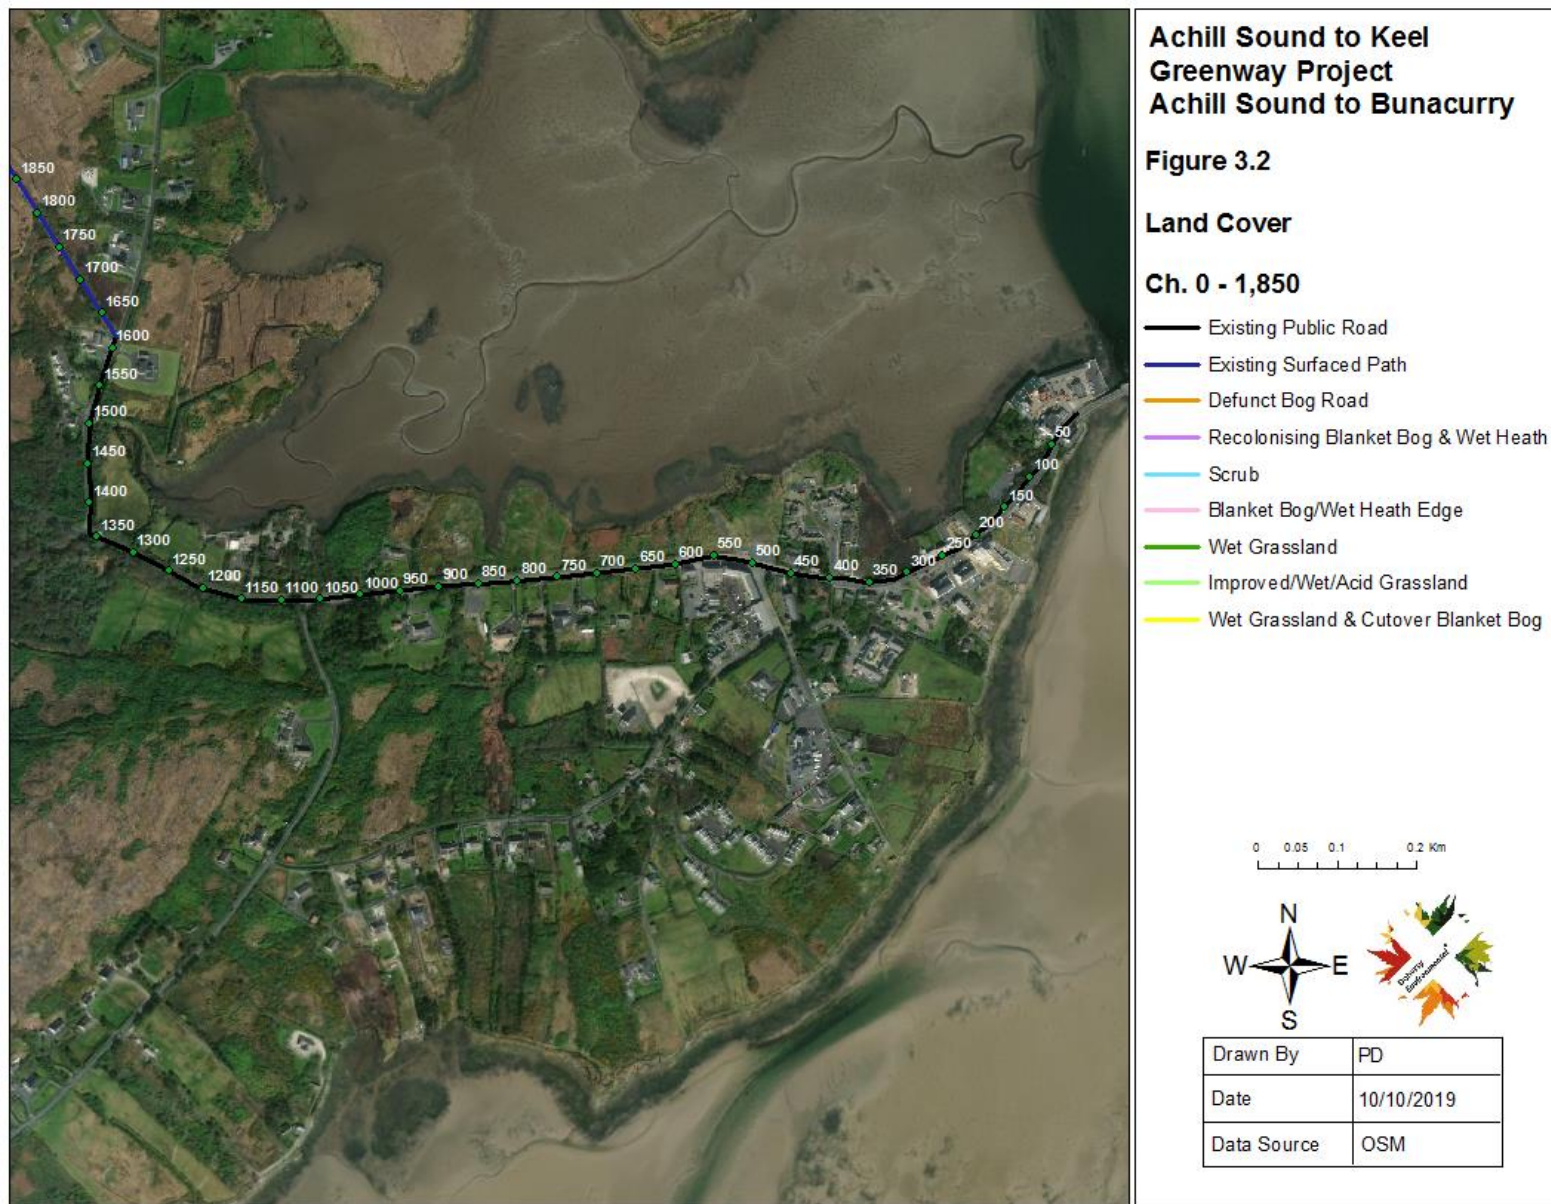 Achill Sound to Keel
Greenway Project
Achill Sound to Bunacurry
Figure 3.2
Land Cover
Ch. 0 - 1,850
Existing Public Road
Existing Surfaced Path
Defunct Bog Road
Recolonising Blanket Bog & Wet Heath
Scrub
Blanket Bog/Wet Heath Edge
Wet Grassland
Improved/Wet/Acid Grassland
Wet Grassland & Cutover Blanket Bog
0 0.05 0.1 0.2 Km
N
W E
S
Doherty
Environmental
Drawn By PD
Date 10/10/2019
Data Source OSM
1850
1800
1750
1700
1650
1600
1550
1500
1450
1400
1350
1300
1250
1200
1150
1100
1050
1000
950
900
850
800
750
700
650
600
550
500
450
400
350
300
250
200
150
100
50